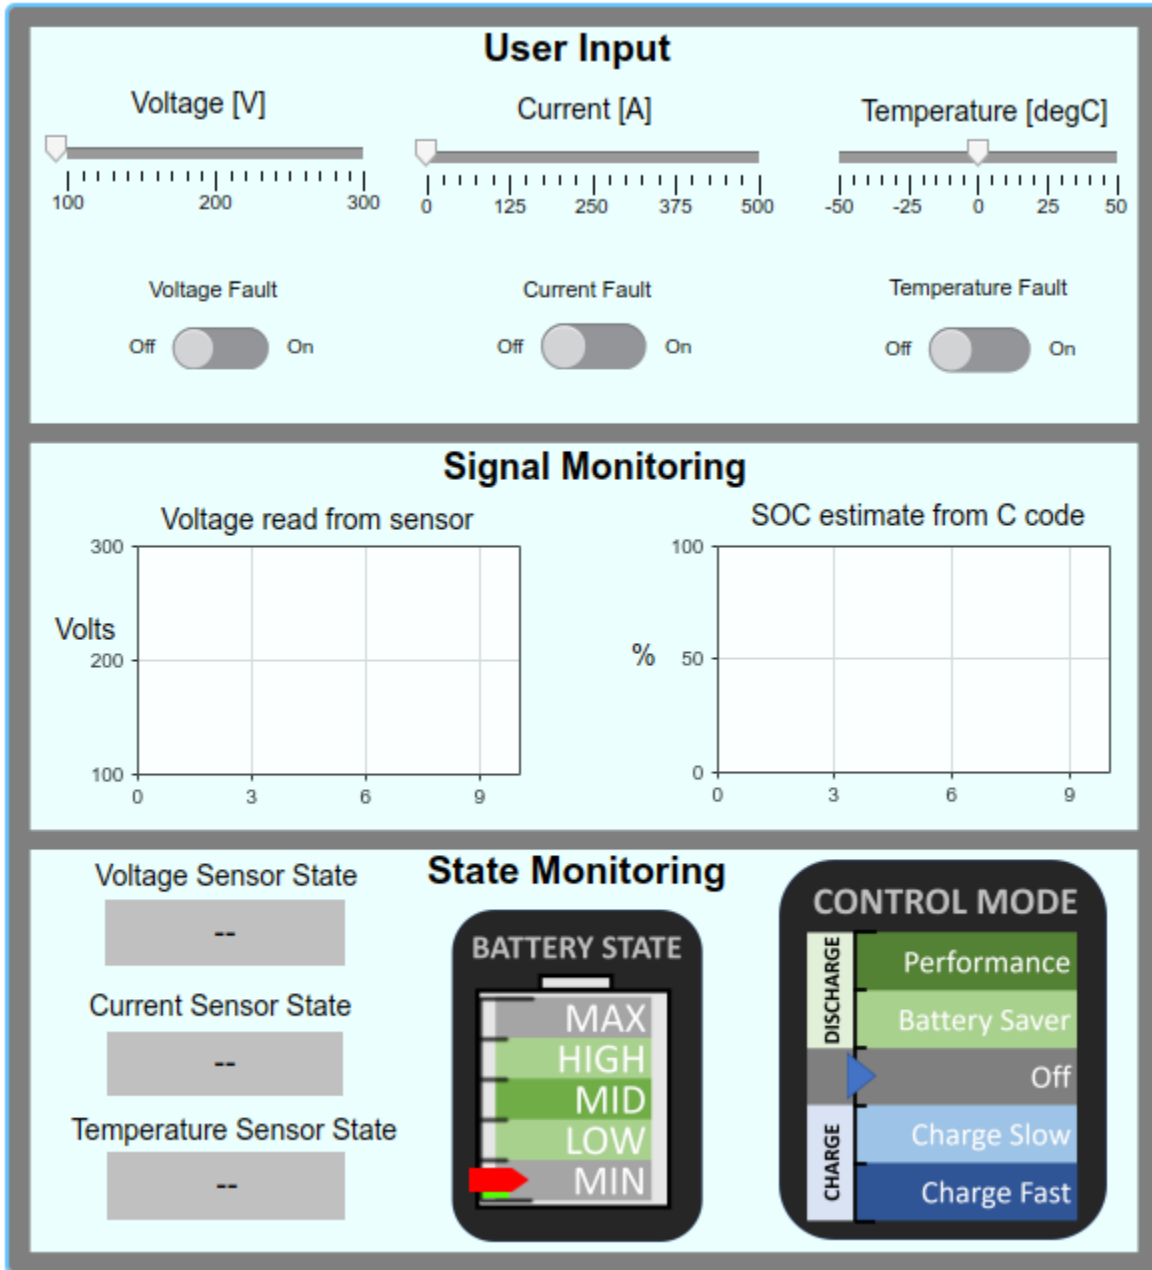 User Input
Voltage [V]
Current [A]
Temperature [degC]
100 200 300
0 125 250 375 500
-50 -25 0 25 50
Voltage Fault
Current Fault
Temperature Fault
Off On
Off On
Off On
Signal Monitoring
Voltage read from sensor
300
Volts
200
100
0 3 6 9
SOC estimate from C code
100
% 50
0
0 3 6 9
State Monitoring
Voltage Sensor State
--
Current Sensor State
--
Temperature Sensor State
--
BATTERY STATE
MAX
HIGH
MID
LOW
MIN
CONTROL MODE
DISCHARGE
Performance
Battery Saver
Off
CHARGE
Charge Slow
Charge Fast